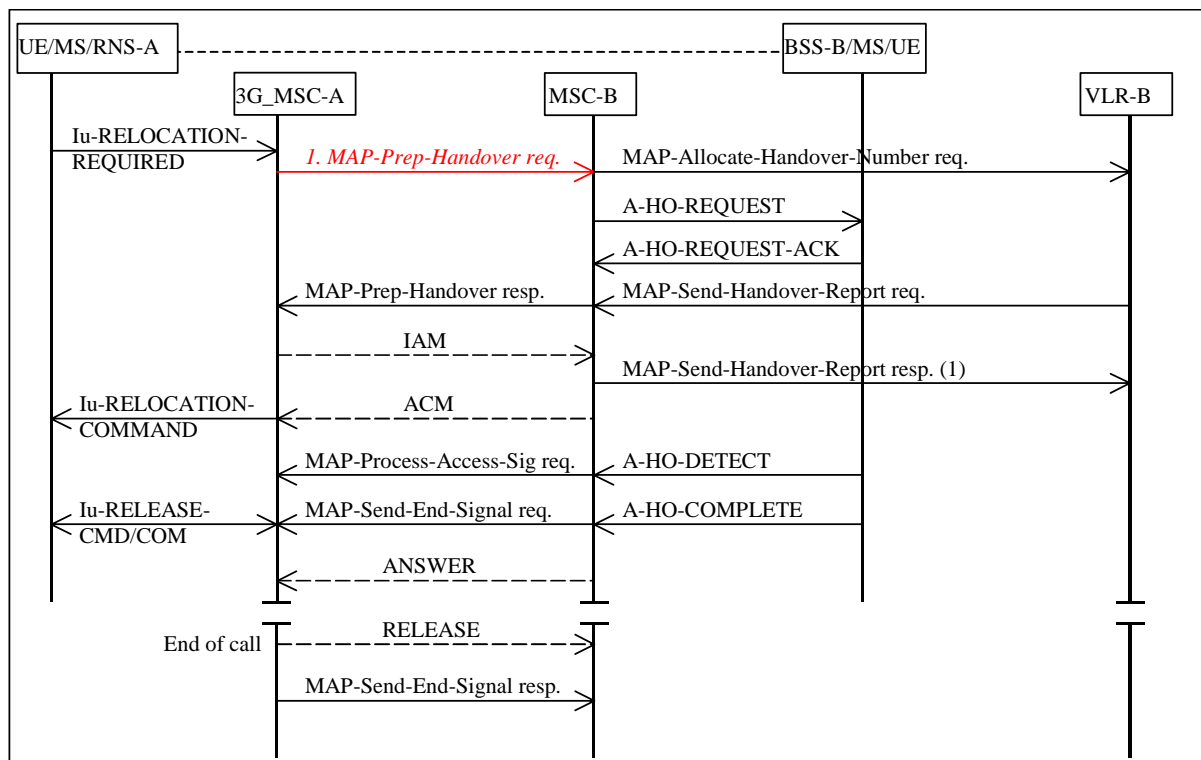 UE/MS/RNS-A
BSS-B/MS/UE
3G_MSC-A
MSC-B
VLR-B
Iu-RELOCATION-
REQUIRED
1. MAP-Prep-Handover req.
MAP-Allocate-Handover-Number req.
A-HO-REQUEST
A-HO-REQUEST-ACK
MAP-Prep-Handover resp.
MAP-Send-Handover-Report req.
IAM
MAP-Send-Handover-Report resp. (1)
Iu-RELOCATION-
COMMAND
ACM
MAP-Process-Access-Sig req.
A-HO-DETECT
Iu-RELEASE-
CMD/COM
MAP-Send-End-Signal req.
A-HO-COMPLETE
ANSWER
End of call
RELEASE
MAP-Send-End-Signal resp.